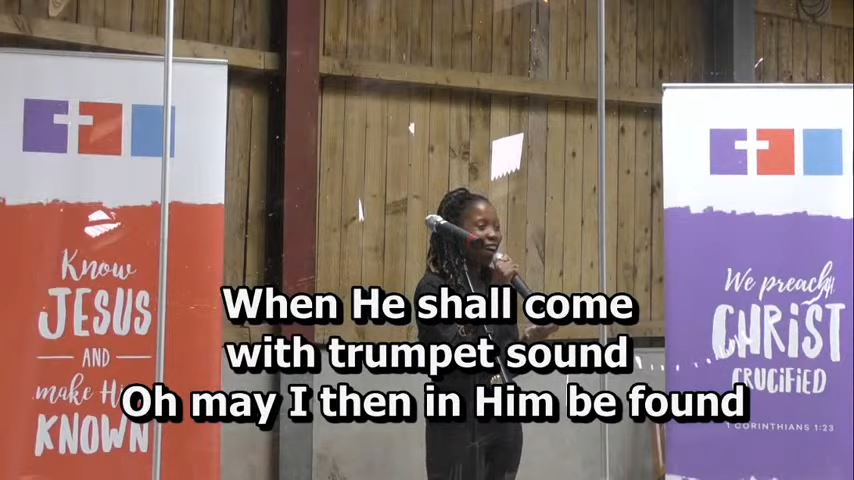 Know
JESUS
AND
make Hi
KNOWN
We preach
CHRIST
CRUCIFIED
1 CORINTHIANS 1:23
When He shall come
with trumpet sound
Oh may I then in Him be found